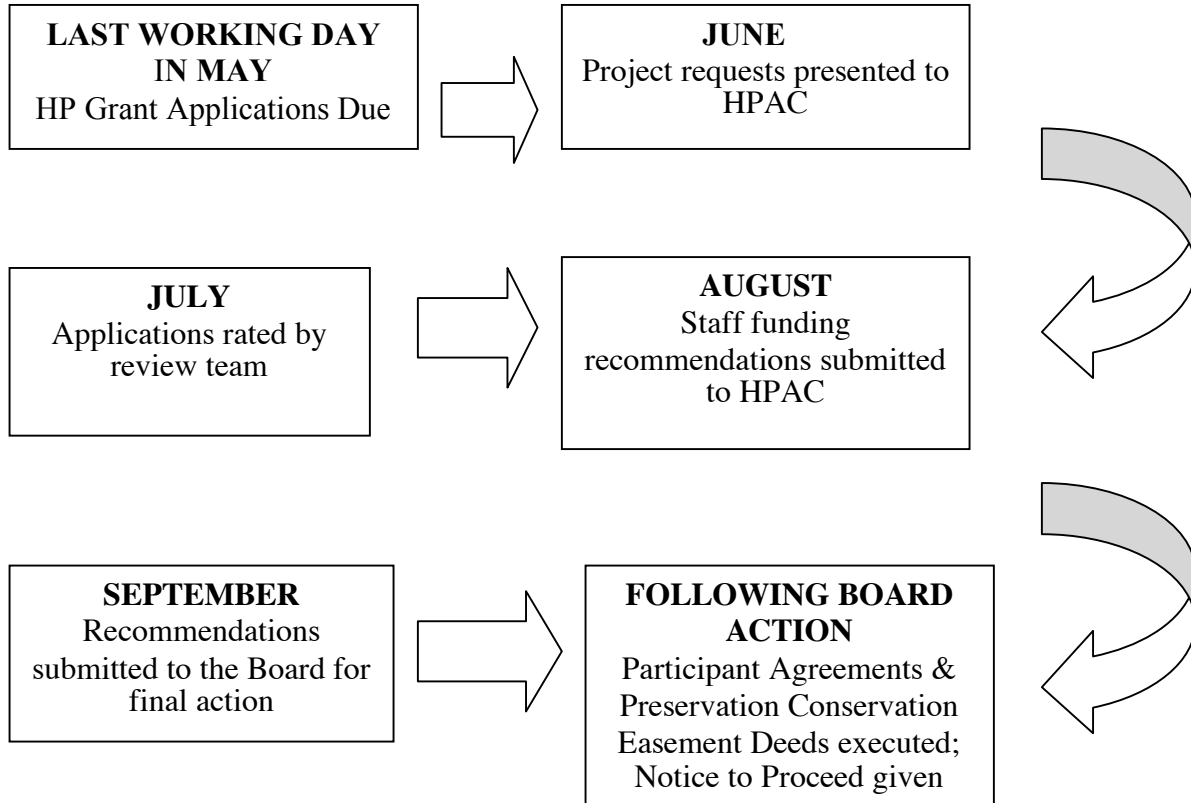 LAST WORKING DAY
IN MAY
HP Grant Applications Due
JUNE
Project requests presented to
HPAC
JULY
Applications rated by
review team
AUGUST
Staff funding
recommendations submitted
to HPAC
SEPTEMBER
Recommendations
submitted to the Board for
final action
FOLLOWING BOARD
ACTION
Participant Agreements &
Preservation Conservation
Easement Deeds executed;
Notice to Proceed given